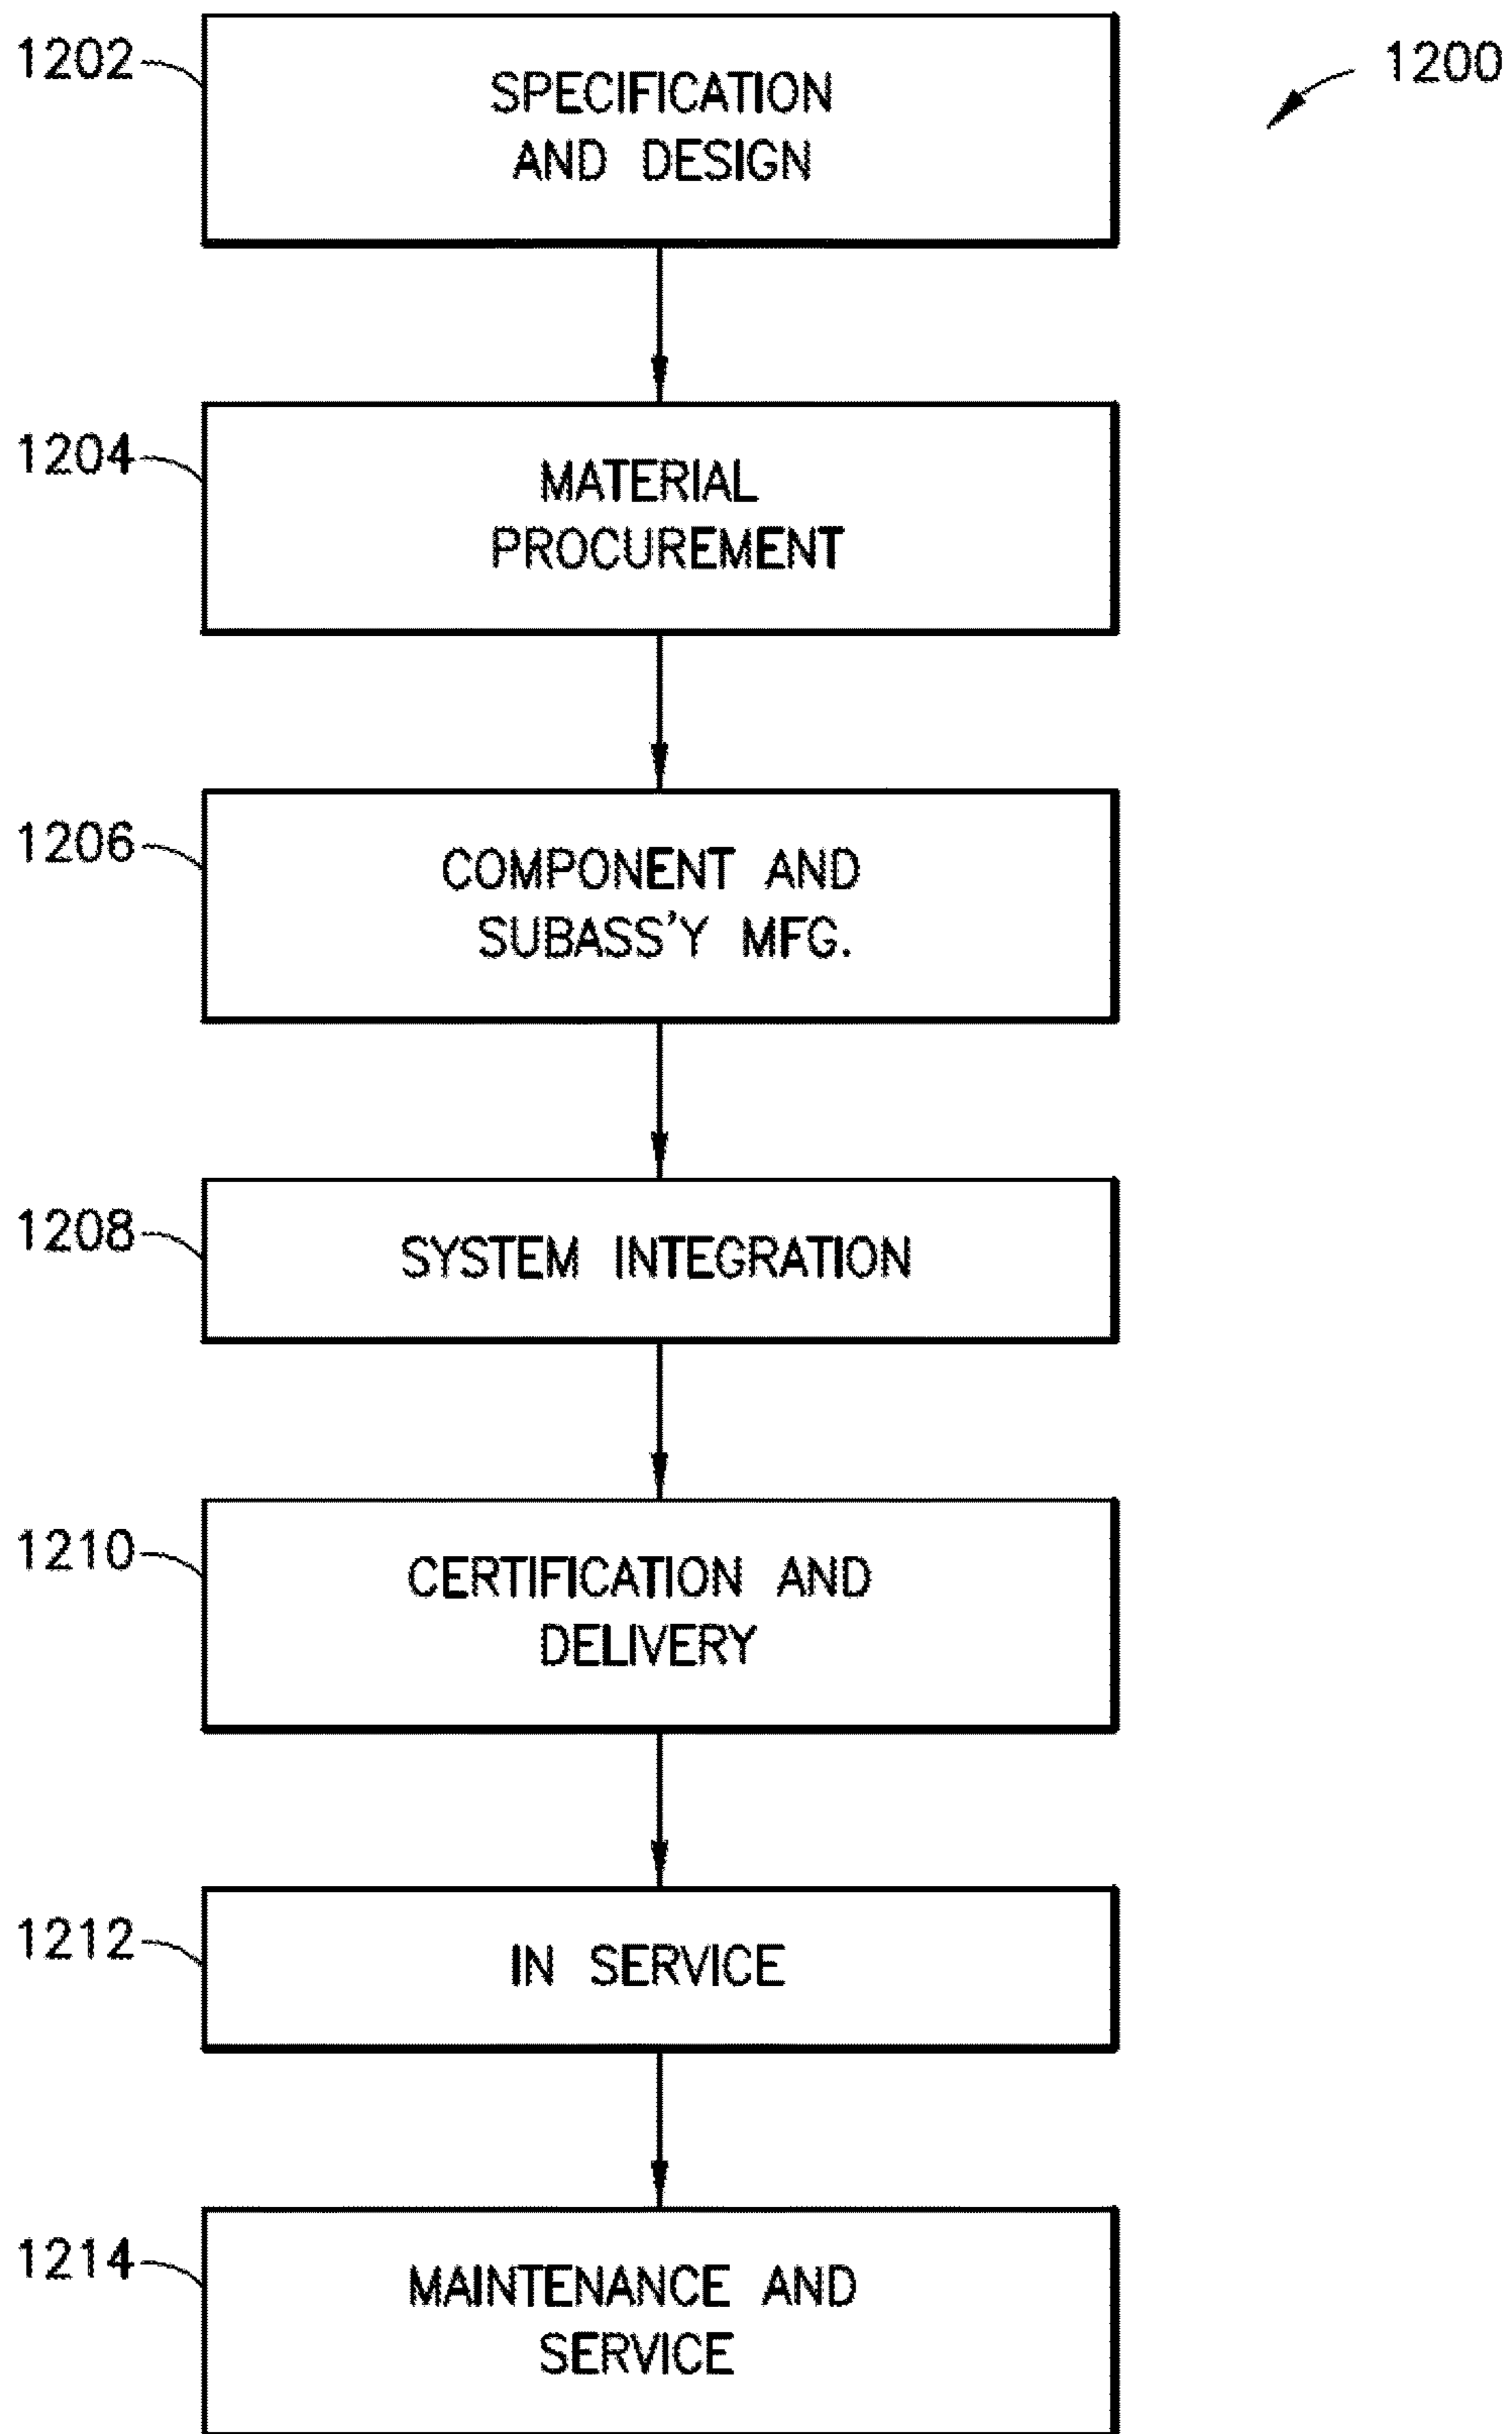 1200
1202
SPECIFICATION
AND DESIGN
1204
MATERIAL
PROCUREMENT
1206
COMPONENT AND
SUBASS'Y MFG.
1208
SYSTEM INTEGRATION
1210
CERTIFICATION AND
DELIVERY
1212
IN SERVICE
1214
MAINTENANCE AND
SERVICE